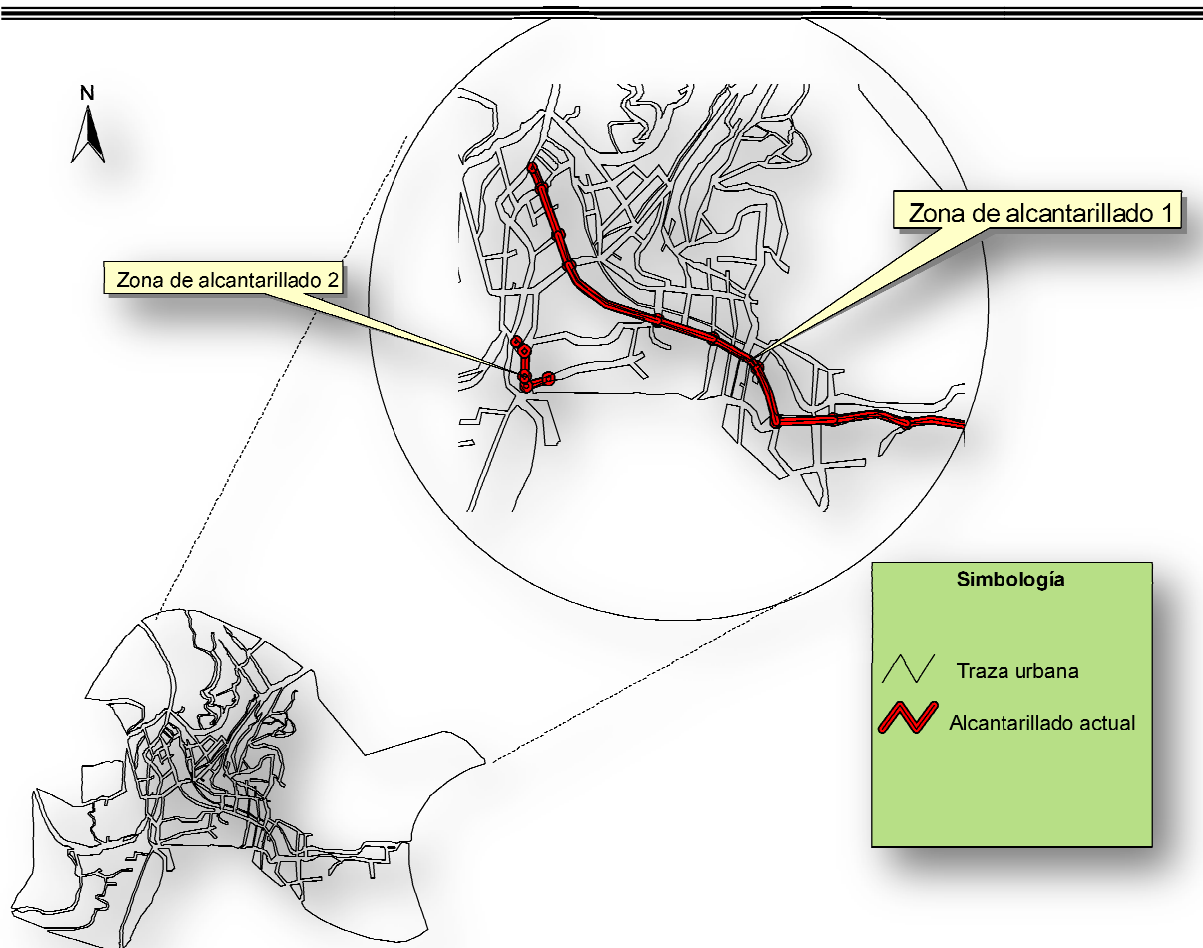 N
Zona de alcantarillado 1
Zona de alcantarillado 2
Simbología
Traza urbana
Alcantarillado actual